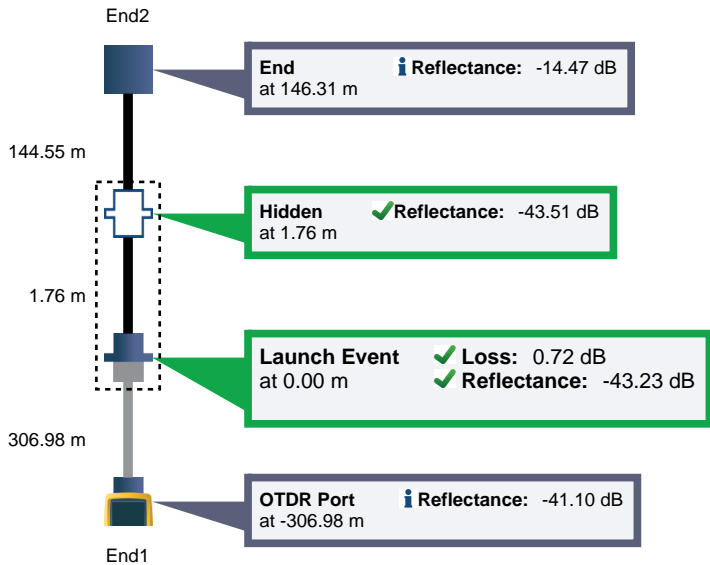 End2
End
i Reflectance: -14.47 dB
at 146.31 m
144.55 m
Hidden
Reflectance: -43.51 dB
at 1.76 m
1.76 m
Launch Event
Loss: 0.72 dB
at 0.00 m
Reflectance: -43.23 dB
306.98 m
OTDR Port
i Reflectance: -41.10 dB
at -306.98 m
End1